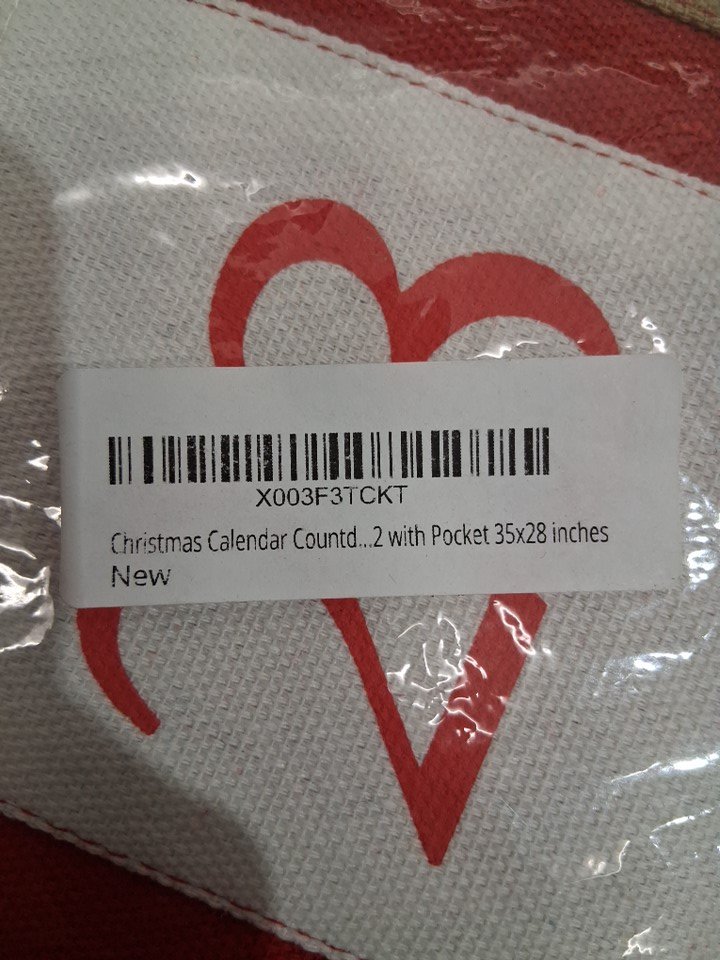 X003F3TCKT
Christmas Calendar Countd...2 with Pocket 35x28 inches
New